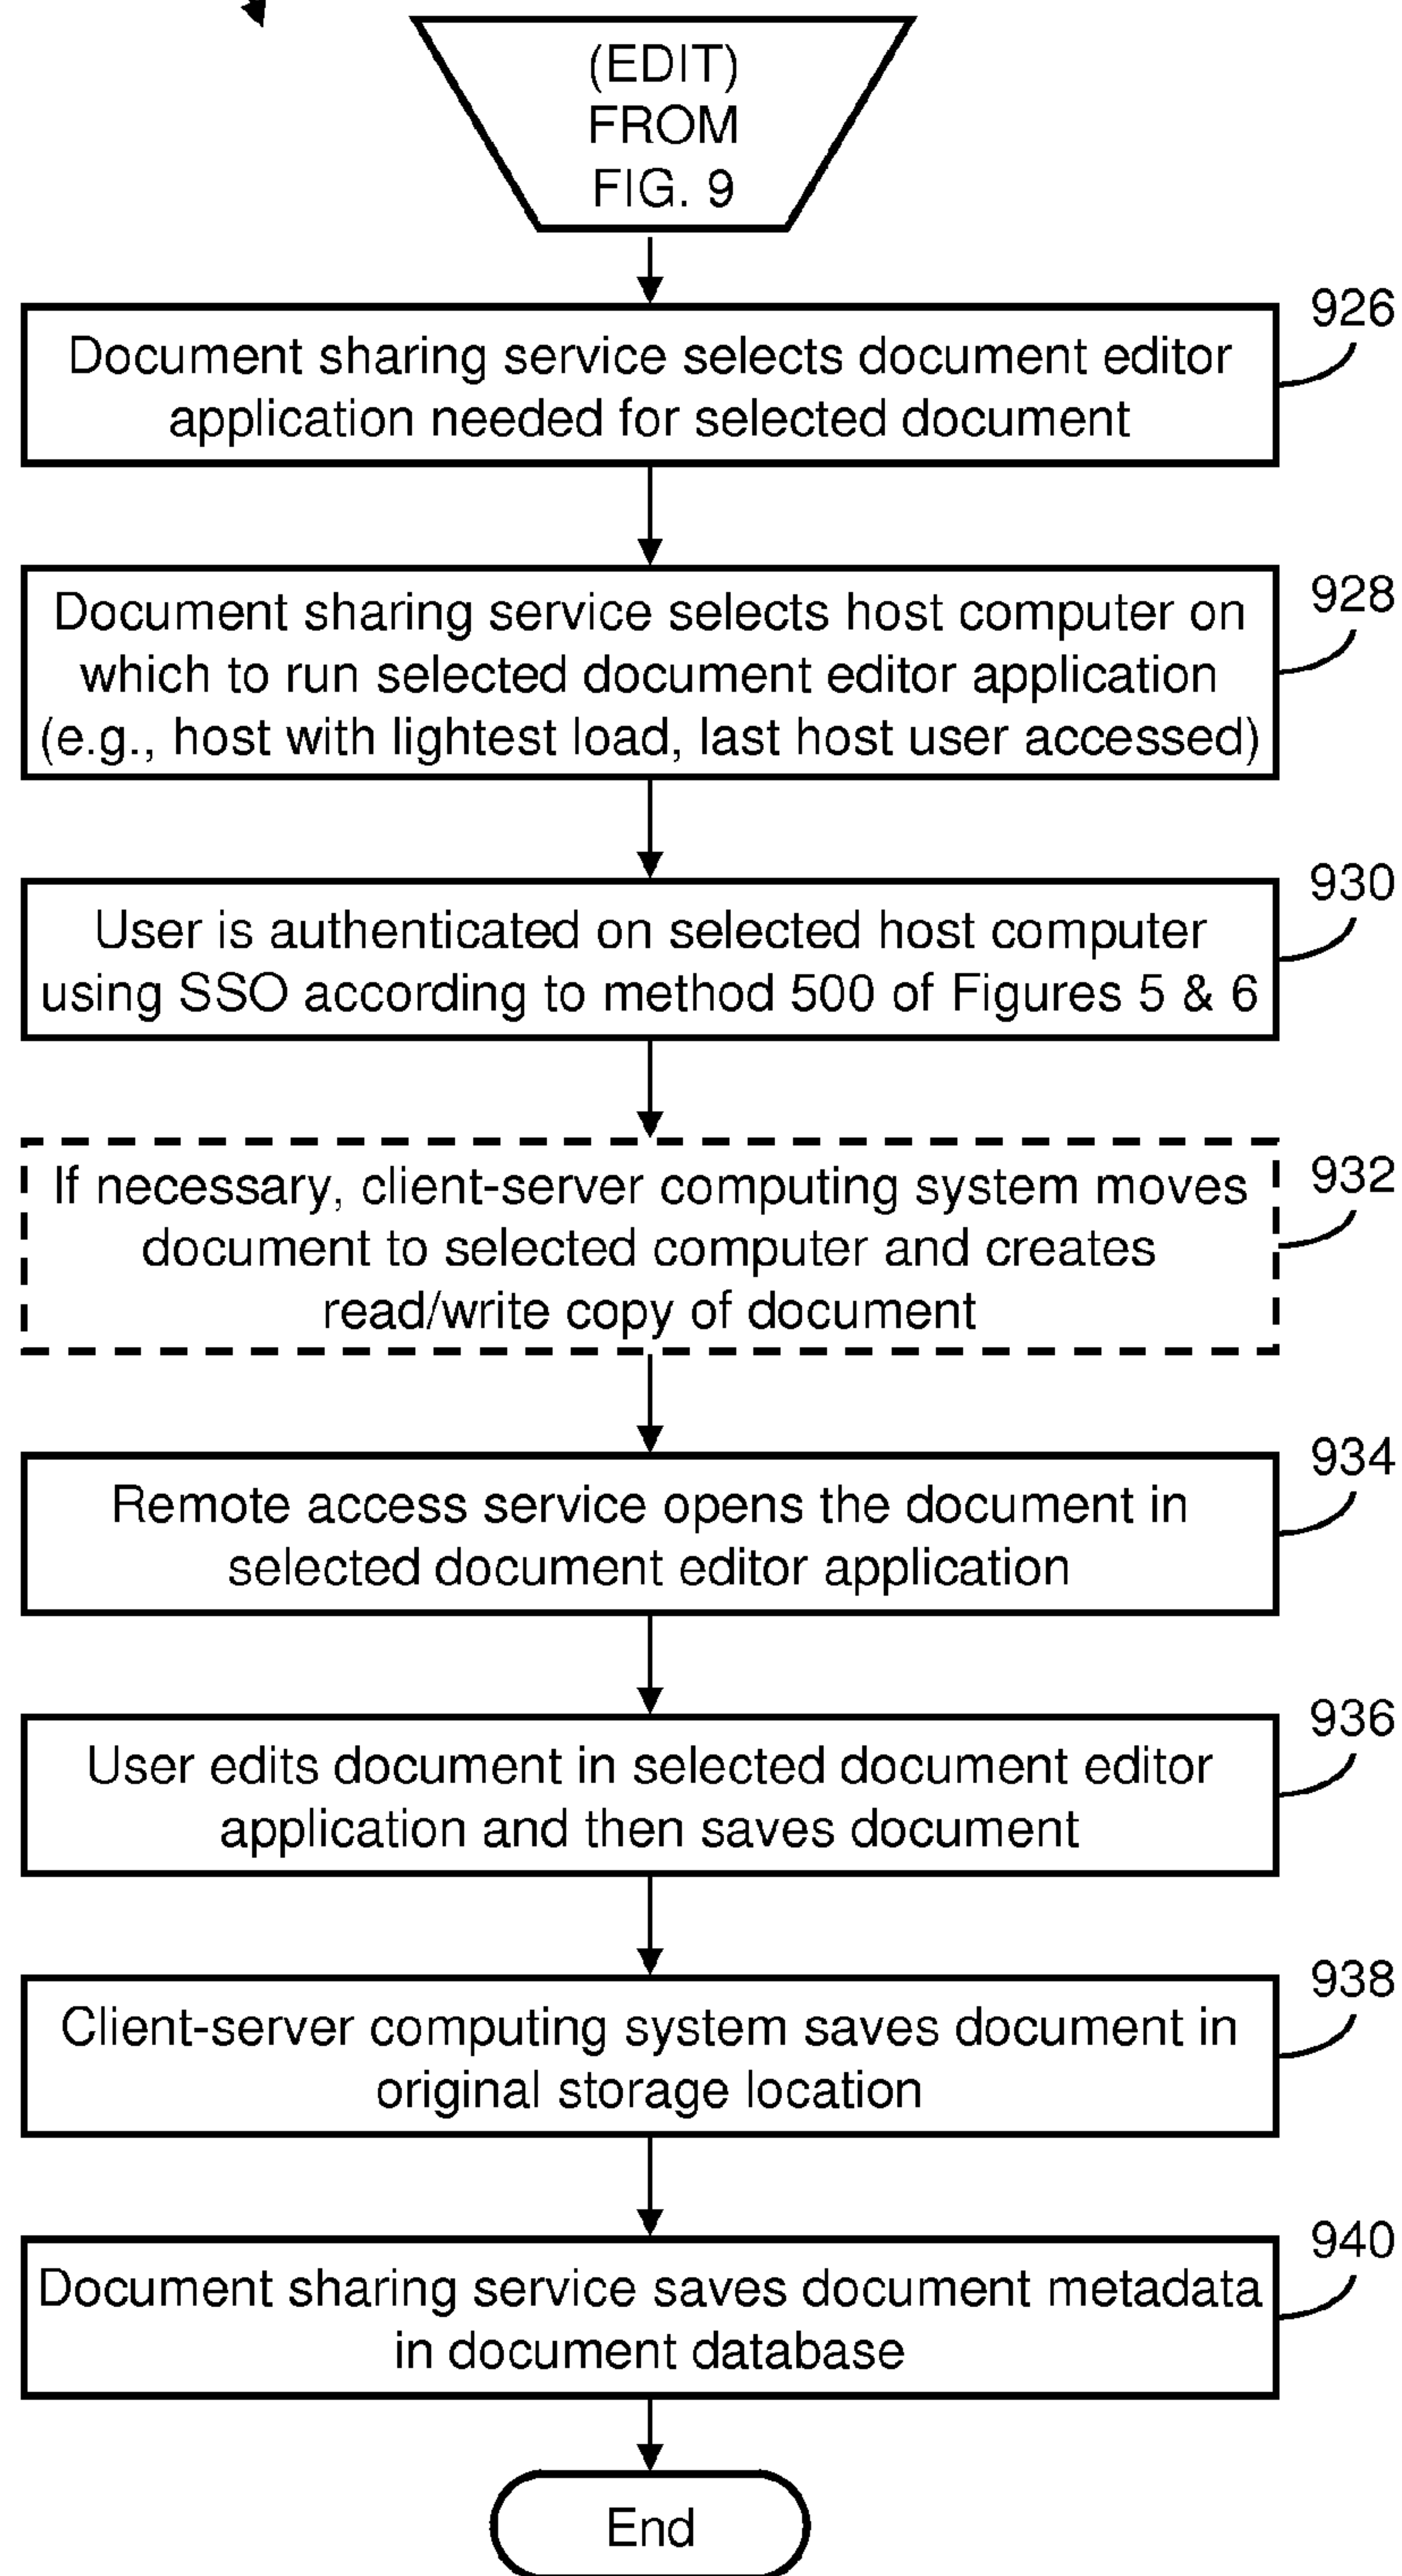 (EDIT)
FROM
FIG. 9
926
Document sharing service selects document editor
application needed for selected document
928
Document sharing service selects host computer on
which to run selected document editor application
(e.g., host with lightest load, last host user accessed)
930
User is authenticated on selected host computer
using SSO according to method 500 of Figures 5 & 6
932
If necessary, client-server computing system moves
document to selected computer and creates
read/write copy of document
934
Remote access service opens the document in
selected document editor application
936
User edits document in selected document editor
application and then saves document
938
Client-server computing system saves document in
original storage location
940
Document sharing service saves document metadata
in document database
End